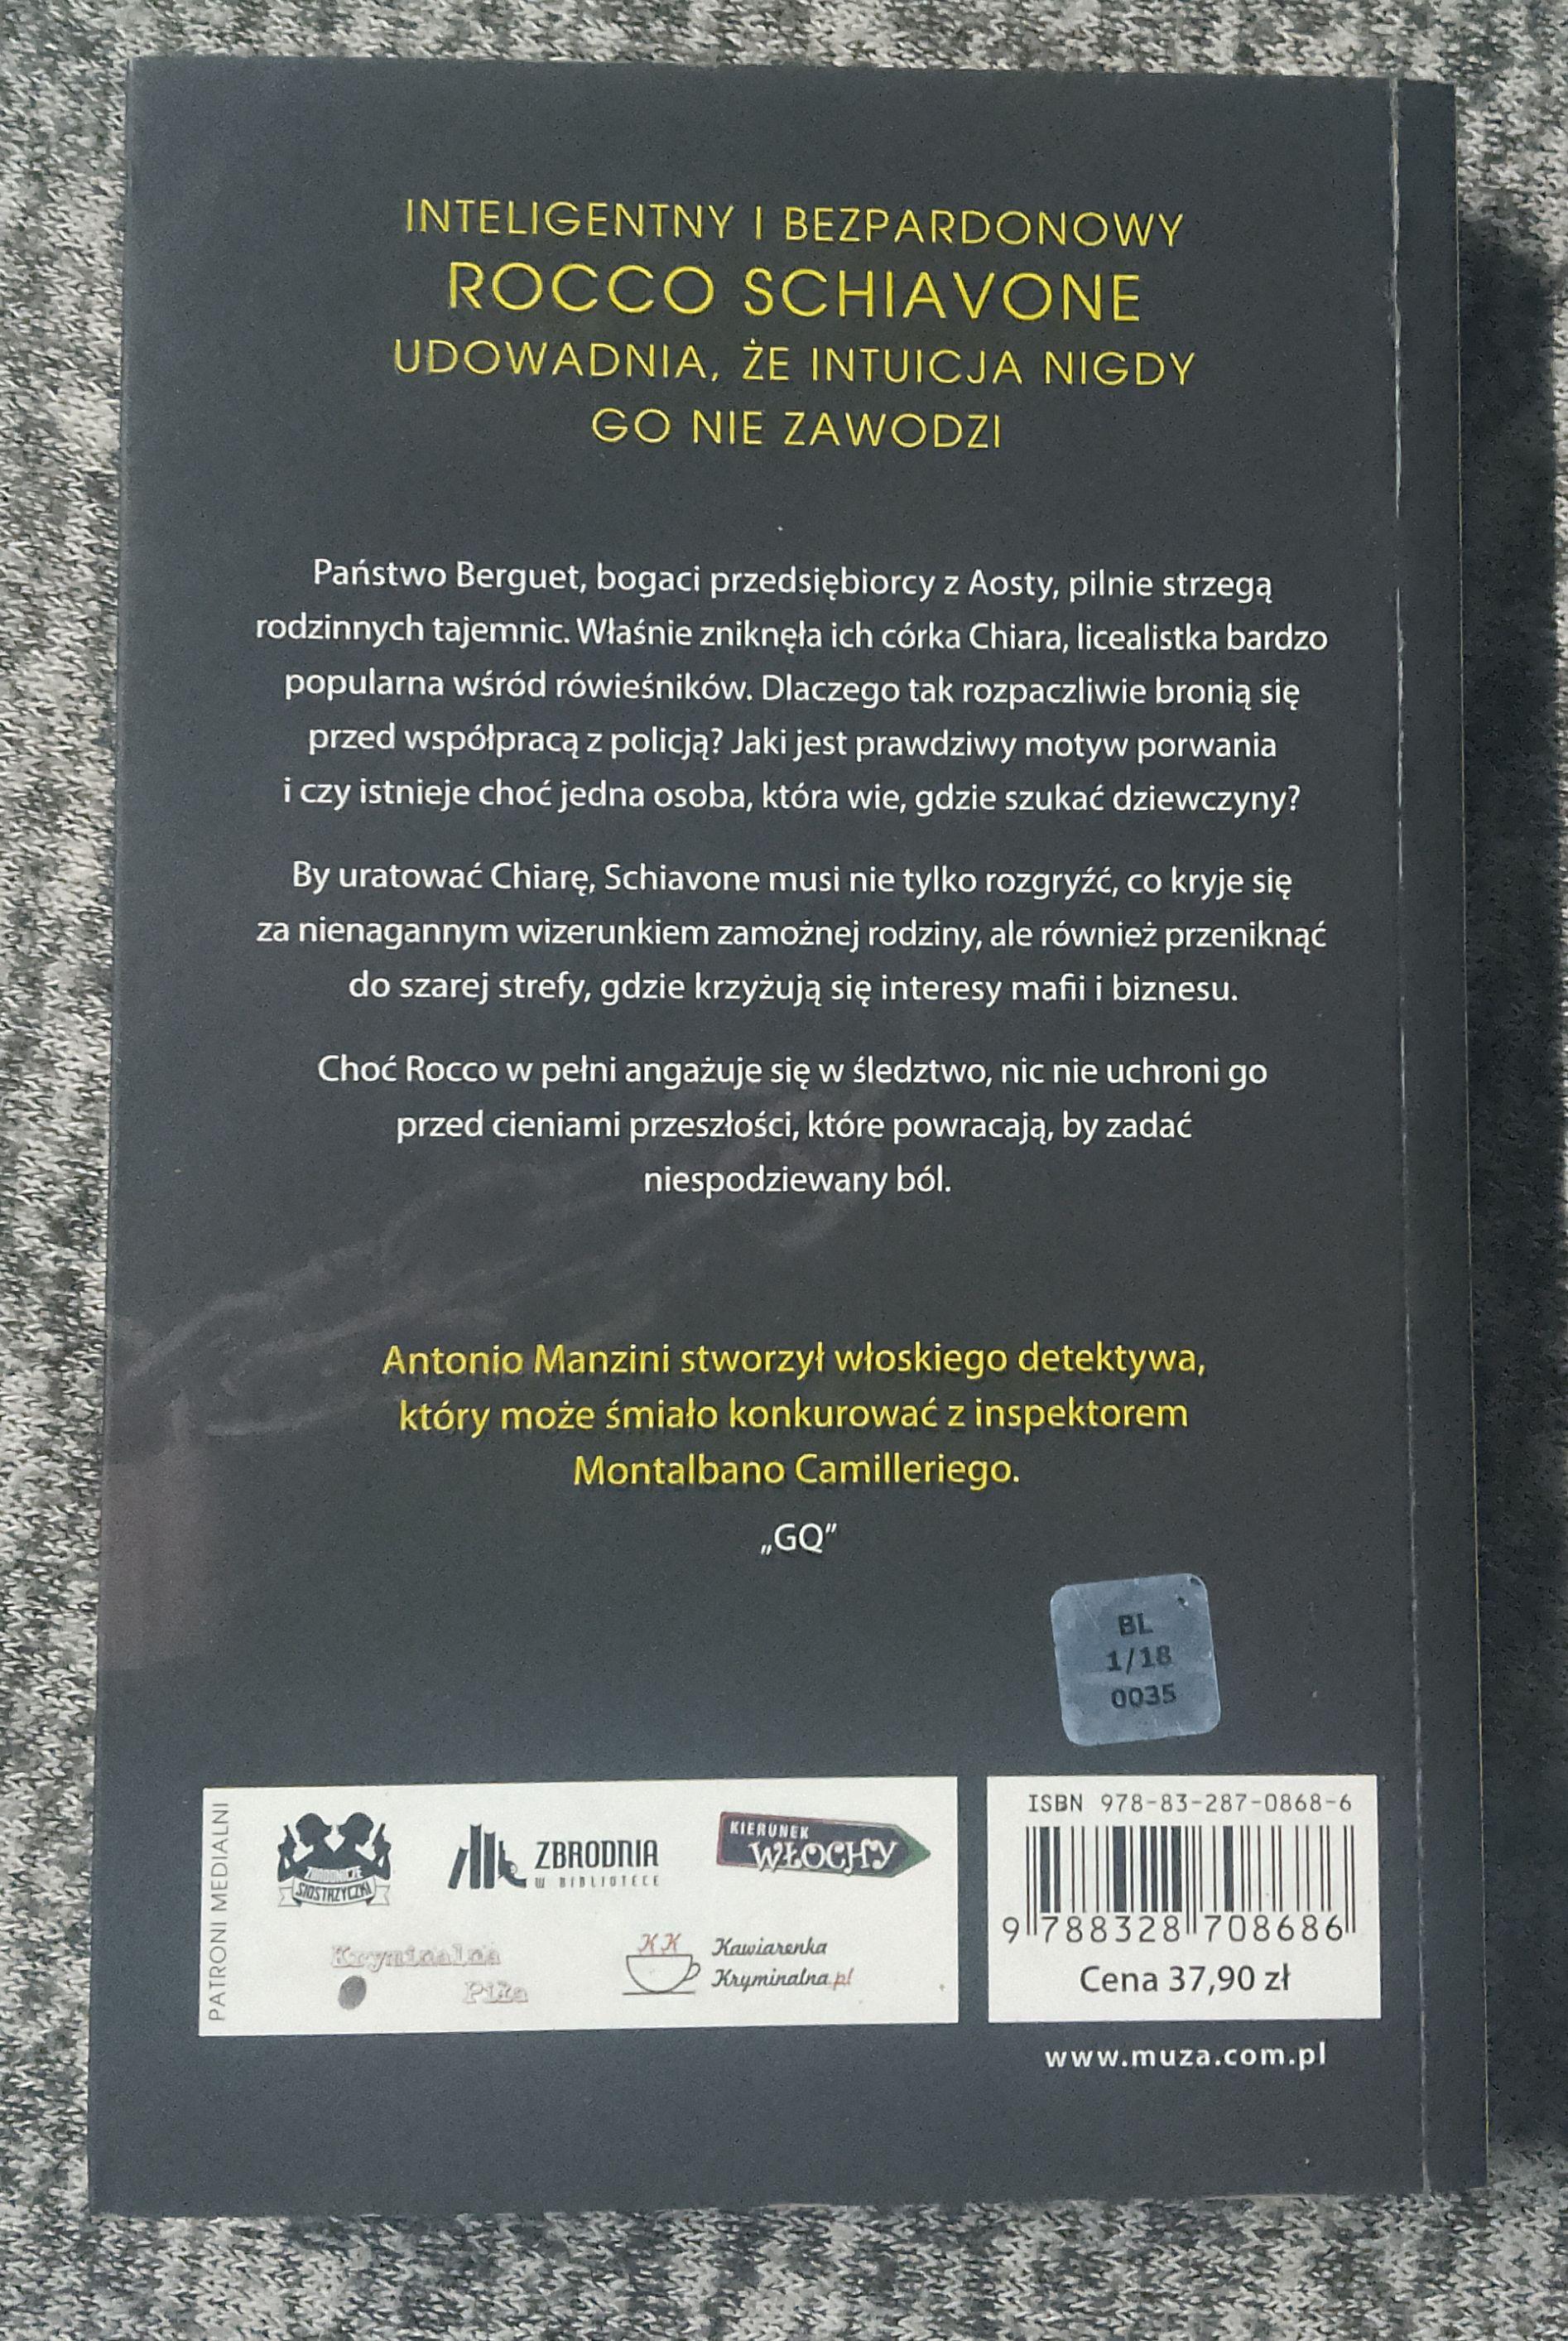 INTELIGENTNY I BEZPARDONOWY
ROCCO SCHIAVONE
UDOWADNIA, ŻE INTUICJA NIGDY
GO NIE ZAWODZI
Państwo Berguet, bogaci przedsiębiorcy z Aosty, pilnie strzegą
rodzinnych tajemnic. Właśnie zniknęła ich córka Chiara, licealistka bardzo
popularna wśród rówieśników. Dlaczego tak rozpaczliwie bronią się
przed współpracą z policją? Jaki jest prawdziwy motyw porwania
i czy istnieje choć jedna osoba, która wie, gdzie szukać dziewczyny?
By uratować Chiarę, Schiavone musi nie tylko rozgryźć, co kryje się
za nienagannym wizerunkiem zamożnej rodziny, ale również przeniknąć
do szarej strefy, gdzie krzyżują się interesy mafii i biznesu.
Choć Rocco w pełni angażuje się w śledztwo, nic nie uchroni go
przed cieniami przeszłości, które powracają, by zadać
niespodziewany ból.
Antonio Manzini stworzył włoskiego detektywa,
który może śmiało konkurować z inspektorem
Montalbano Camilleriego.
„GQ”
BL
1/18
0035
PATRONI MEDIALNI
ZBRODNICZE
SIOSTRZYCZKI
ZBRODNIA
W BIBLIOTECE
KIERUNEK
WŁOCHY
Kryminalna
Piła
KK
Kawiarenka
Kryminalna.pl
ISBN 978-83-287-0868-6
9 788328 708686
Cena 37,90 zł
www.muza.com.pl